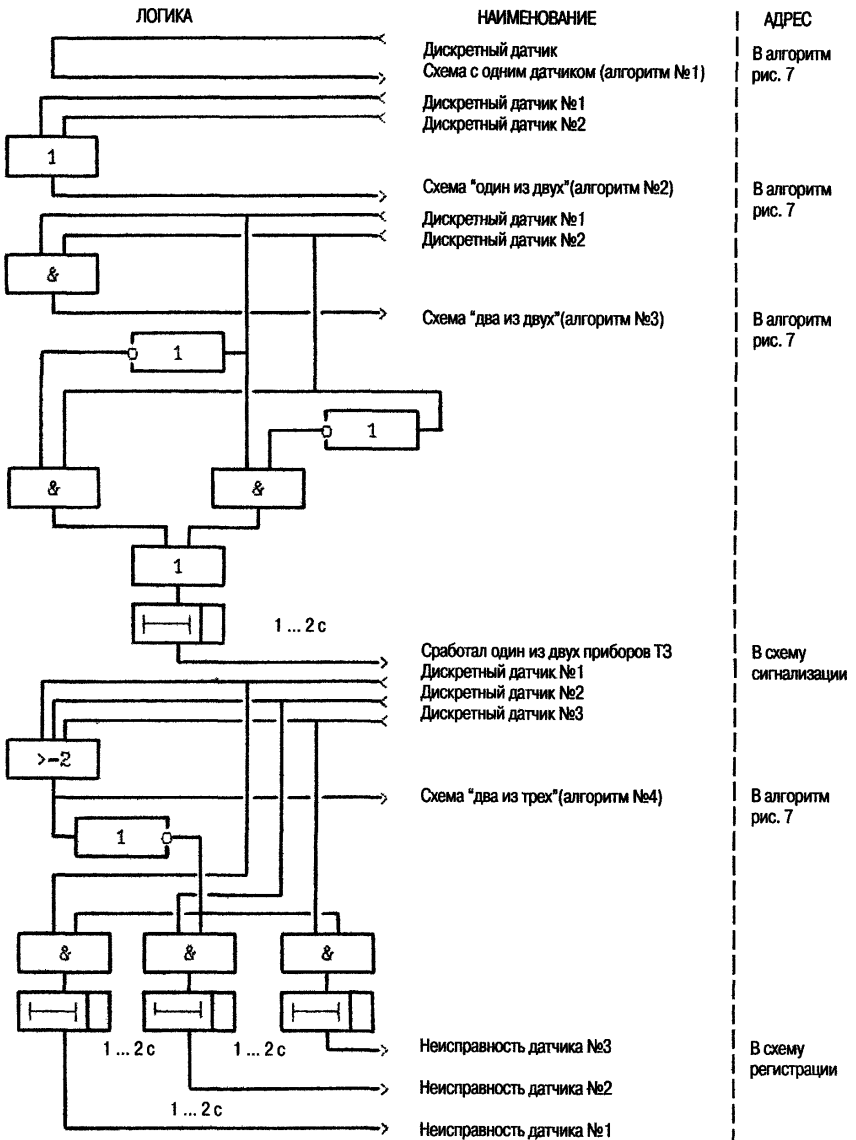 ЛОГИКА НАИМЕНОВАНИЕ АДРЕС
Дискретный датчик В алгоритм
Схема с одним датчиком (алгоритм №1) рис. 7
Дискретный датчик №1
Дискретный датчик №2
1
Схема "один из двух"(алгоритм №2) В алгоритм
рис. 7
Дискретный датчик №1
Дискретный датчик №2
&
Схема "два из двух"(алгоритм №3) В алгоритм
рис. 7
1
1
& &
1
1 ... 2 с
Сработал один из двух приборов ТЗ В схему
Дискретный датчик №1 сигнализации
Дискретный датчик №2
Дискретный датчик №3
>-2
Схема "два из трех"(алгоритм №4) В алгоритм
рис. 7
1
& & &
1 ... 2 с 1 ... 2 с Неисправность датчика №3 В схему
регистрации
Неисправность датчика №2
1 ... 2 с
Неисправность датчика №1